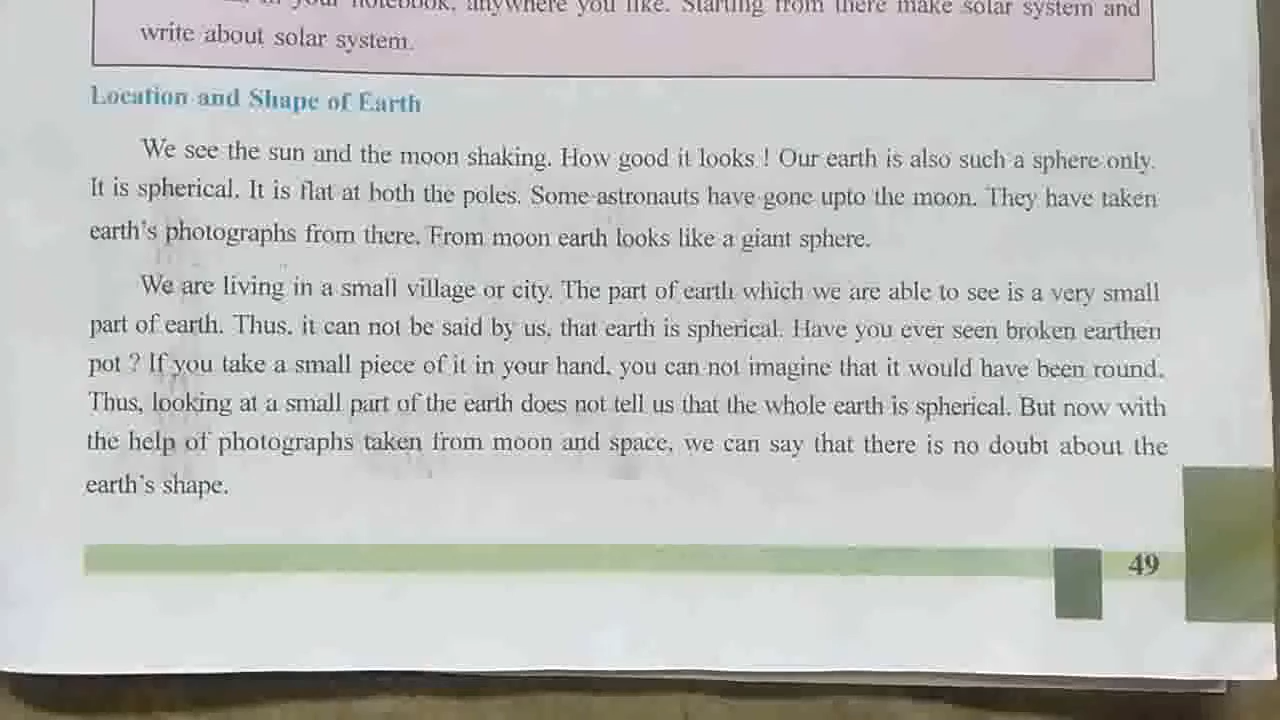 in your notebook, anywhere you like. Starting from there make solar system and
write about solar system.
Location and Shape of Earth
We see the sun and the moon shaking. How good it looks ! Our earth is also such a sphere only.
It is spherical. It is flat at both the poles. Some astronauts have gone upto the moon. They have taken
earth's photographs from there. From moon earth looks like a giant sphere.
We are living in a small village or city. The part of earth which we are able to see is a very small
part of earth. Thus, it can not be said by us, that earth is spherical. Have you ever seen broken earthen
pot ? If you take a small piece of it in your hand, you can not imagine that it would have been round.
Thus, looking at a small part of the earth does not tell us that the whole earth is spherical. But now with
the help of photographs taken from moon and space, we can say that there is no doubt about the
earth's shape.
49